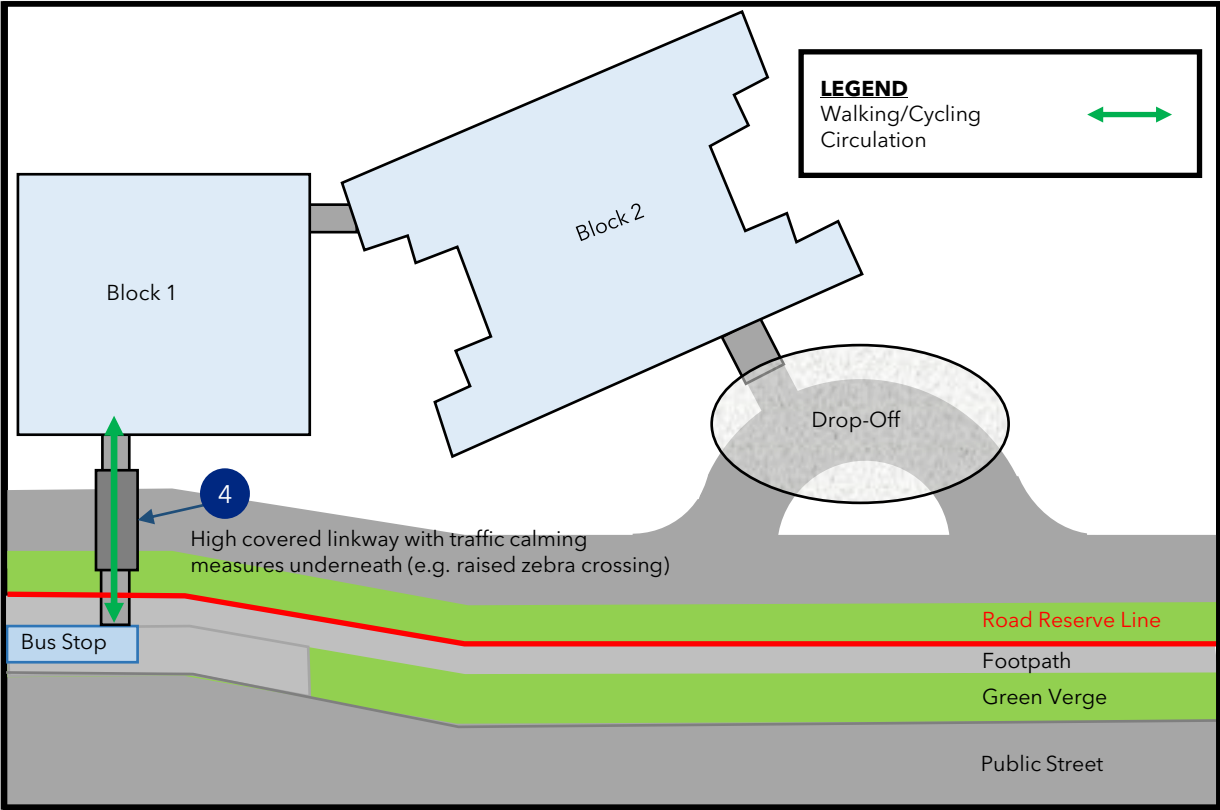 LEGEND
Walking/Cycling
Circulation
Block 2
Block 1
Drop-Off
4
High covered linkway with traffic calming
measures underneath (e.g. raised zebra crossing)
Road Reserve Line
Bus Stop
Footpath
Green Verge
Public Street